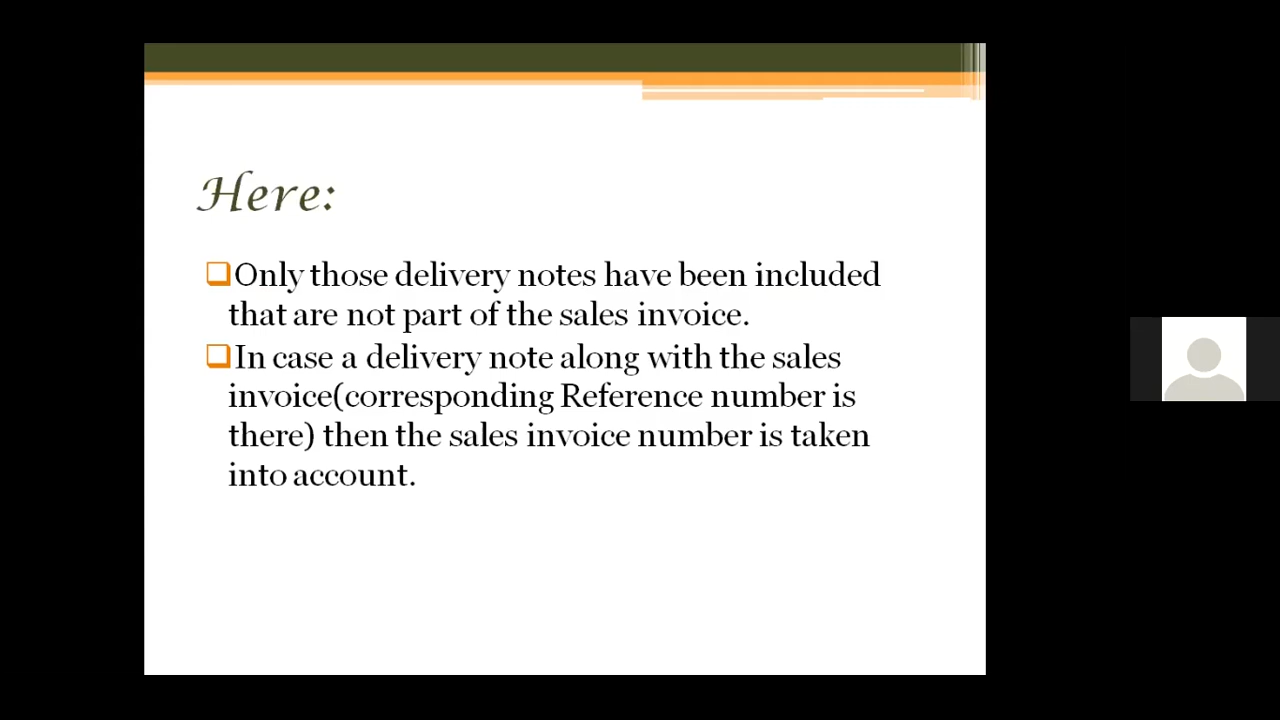 Here:
Only those delivery notes have been included
that are not part of the sales invoice.
In case a delivery note along with the sales
invoice(corresponding Reference number is
there) then the sales invoice number is taken
into account.